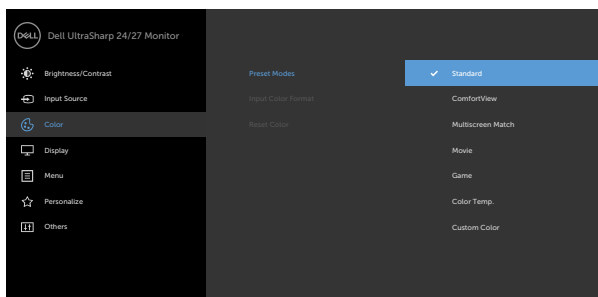 DELL
Dell UltraSharp 24/27 Monitor
Brightness/Contrast
Input Source
Color
Display
Menu
Personalize
Others
Preset Modes
Input Color Format
Reset Color
Standard
ComfortView
Multiscreen Match
Movie
Game
Color Temp.
Custom Color